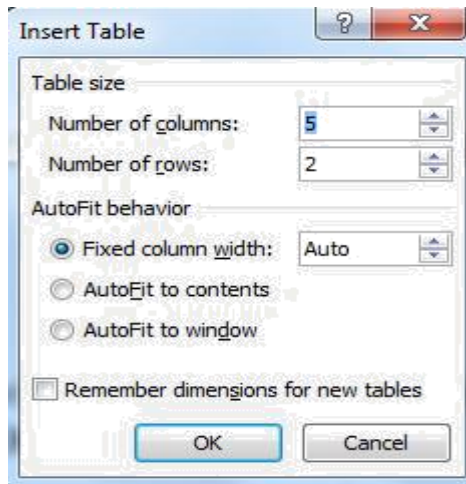 Insert Table
Table size
Number of columns: 5
Number of rows: 2
AutoFit behavior
Fixed column width: Auto
AutoFit to contents
AutoFit to window
Remember dimensions for new tables
OK Cancel